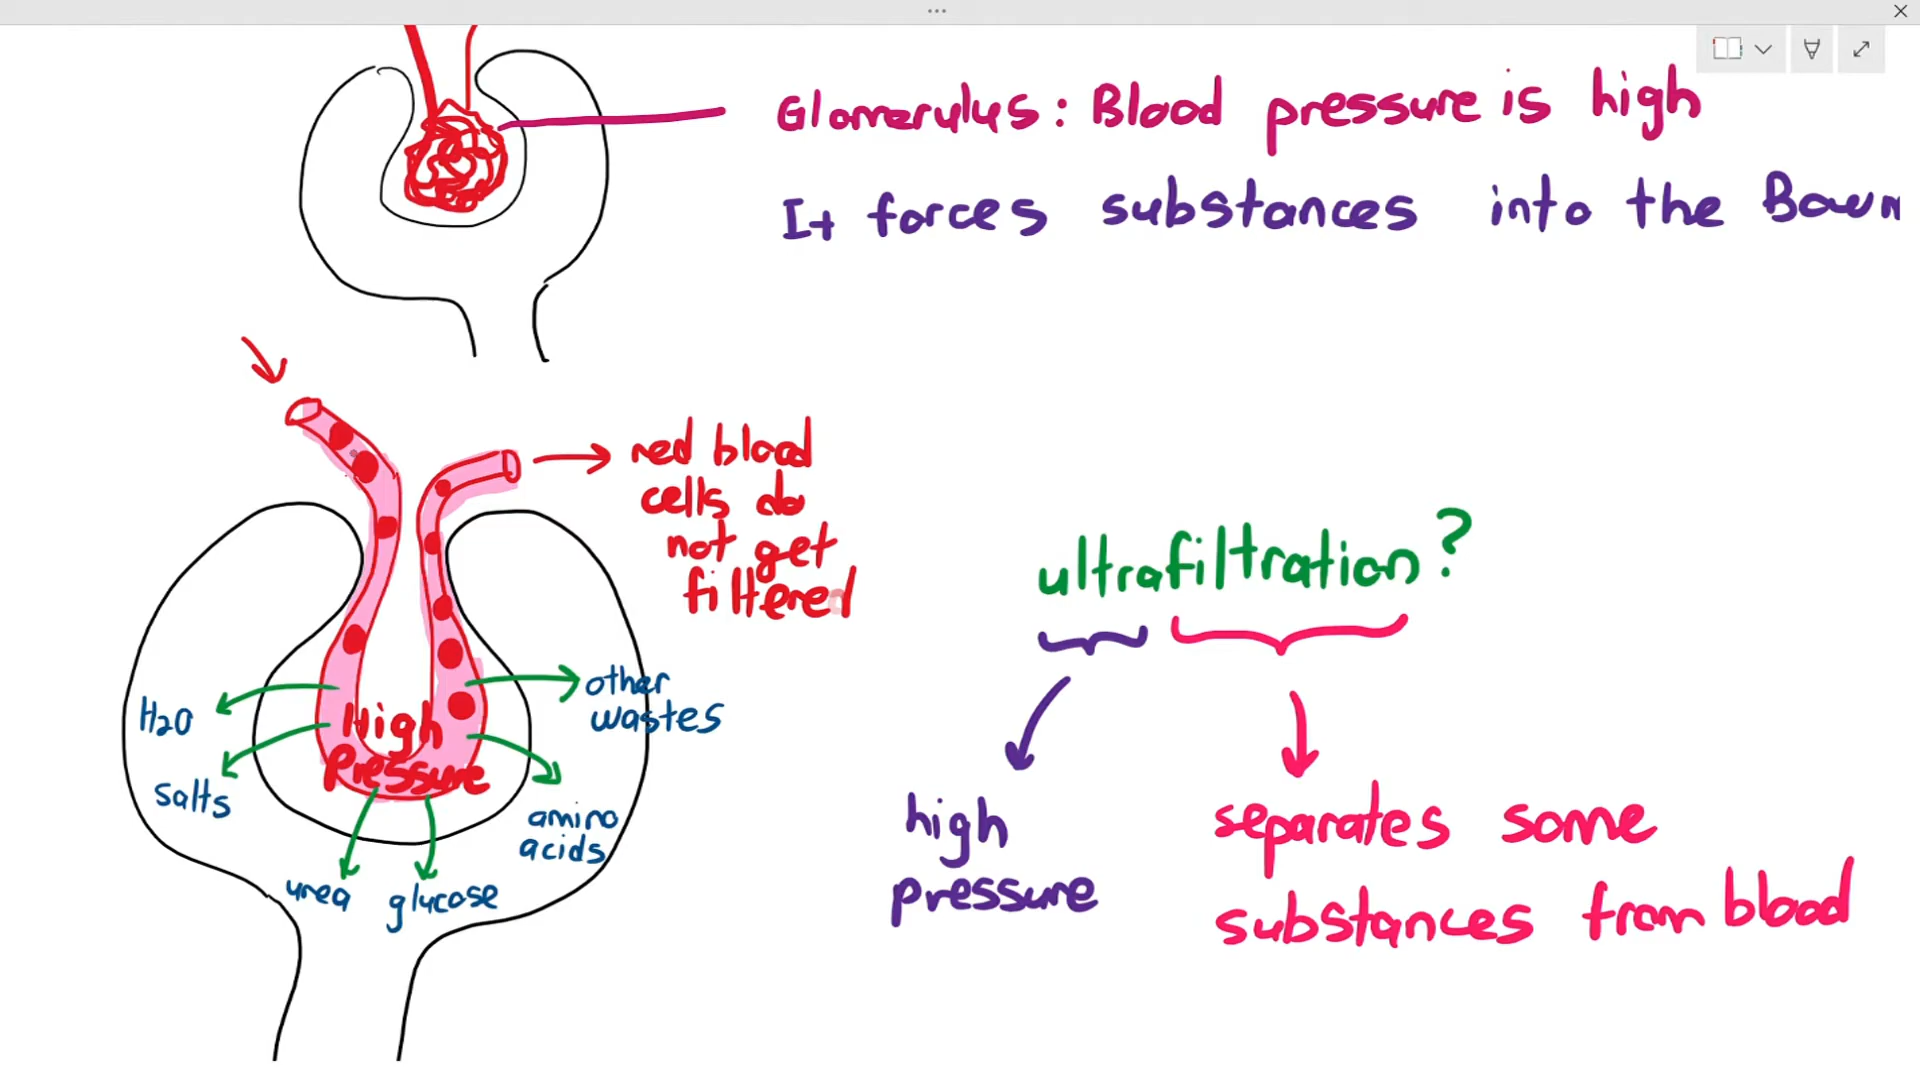 Glomerulus: Blood pressure is high
It forces substances into the Bown
red blood
cells do
not get
filtered
ultrafiltration?
other
wastes
H2O
High
pressure
salts
amino
acids
urea
glucose
high
pressure
separates some
substances from blood